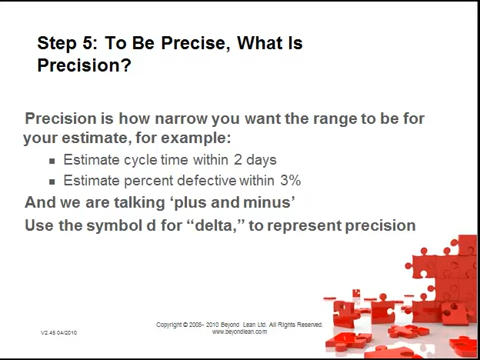 Step 5: To Be Precise, What Is
Precision?
Precision is how narrow you want the range to be for
your estimate, for example:
Estimate cycle time within 2 days
Estimate percent defective within 3%
And we are talking ‘plus and minus’
Use the symbol d for “delta,” to represent precision
Copyright © 2005- 2010 Beyond Lean Ltd. All Rights Reserved.
V2.45 04/2010
www.beyondlean.com